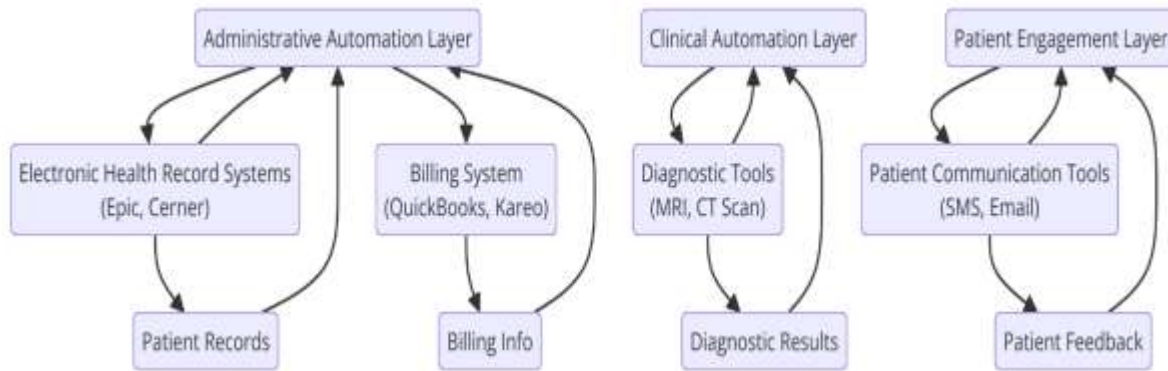 Administrative Automation Layer
Clinical Automation Layer
Patient Engagement Layer
Electronic Health Record Systems
(Epic, Cerner)
Billing System
(QuickBooks, Kareo)
Diagnostic Tools
(MRI, CT Scan)
Patient Communication Tools
(SMS, Email)
Patient Records
Billing Info
Diagnostic Results
Patient Feedback